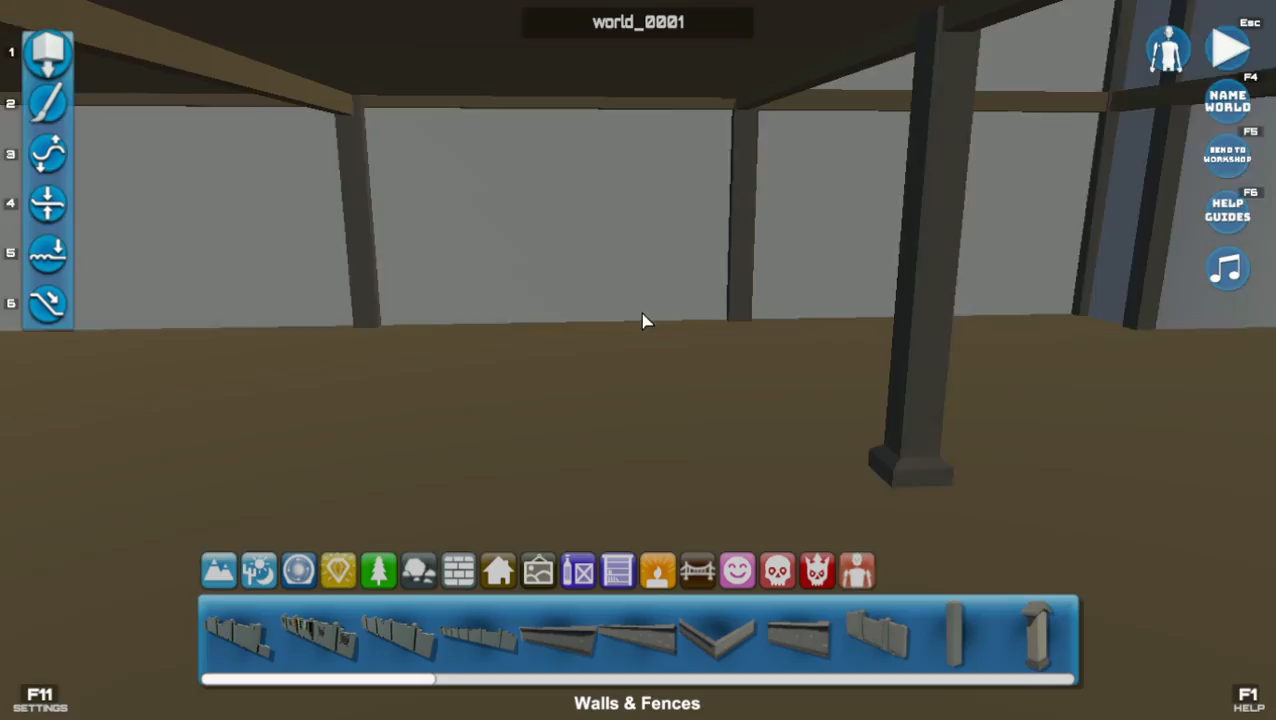 world_0001
Esc
1
F4
2
NAME
WORLD
F5
3
SEND TO
WORKSHOP
F6
4
HELP
GUIDES
5
6
F11
SETTINGS
Walls & Fences
F1
HELP